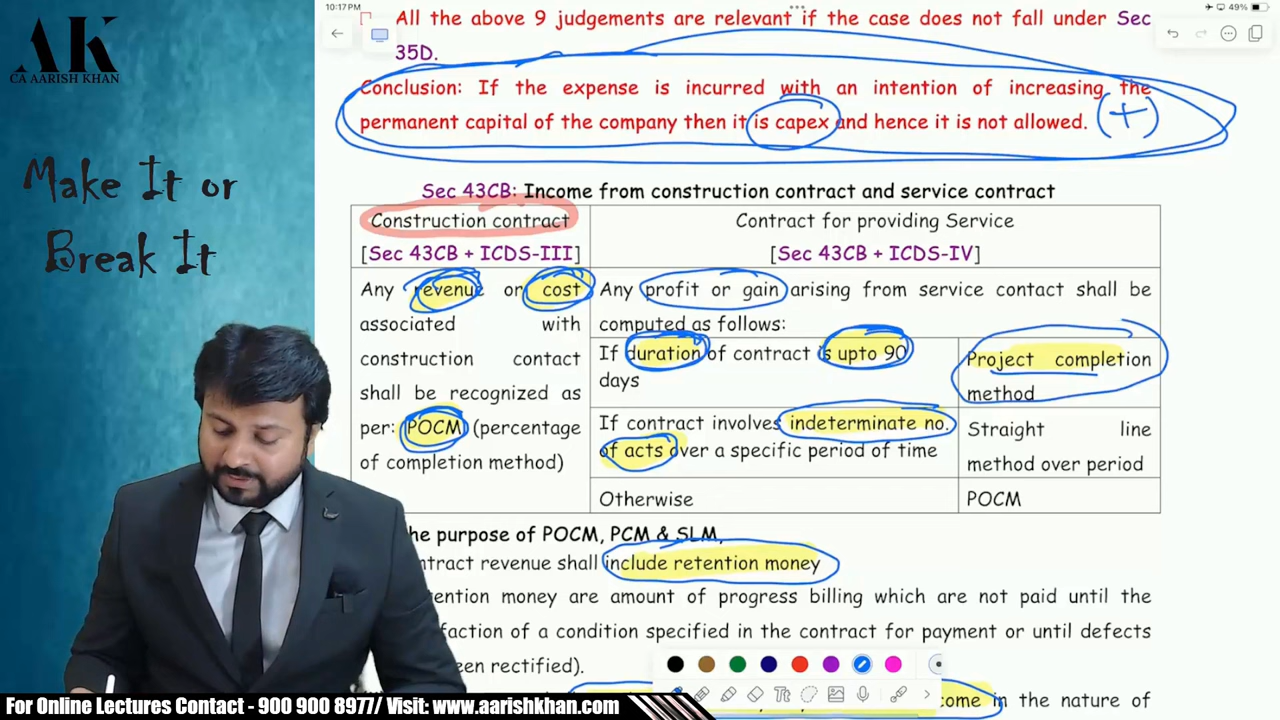 10:17 PM
49%
AK
CA AARISH KHAN
Make It or
Break It
All the above 9 judgements are relevant if the case does not fall under Sec
35D.
Conclusion: If the expense is incurred with an intention of increasing the
permanent capital of the company then it is capex and hence it is not allowed. (+)
Sec 43CB: Income from construction contract and service contract
Construction contract
[Sec 43CB + ICDS-III]
Contract for providing Service
[Sec 43CB + ICDS-IV]
Any revenue or cost
associated with
construction contact
shall be recognized as
per: POCM (percentage
of completion method)
Any profit or gain arising from service contact shall be
computed as follows:
If duration of contract is upto 90
days
Project completion
method
If contract involves indeterminate no.
of acts over a specific period of time
Straight line
method over period
Otherwise
POCM
the purpose of POCM, PCM & SLM,
contract revenue shall include retention money
are amount of progress billing which are not paid until the
of a condition specified in the contract for payment or until defects
been rectified).
in the nature of
Tt
For Online Lectures Contact - 900 900 8977/ Visit: www.aarishkhan.com